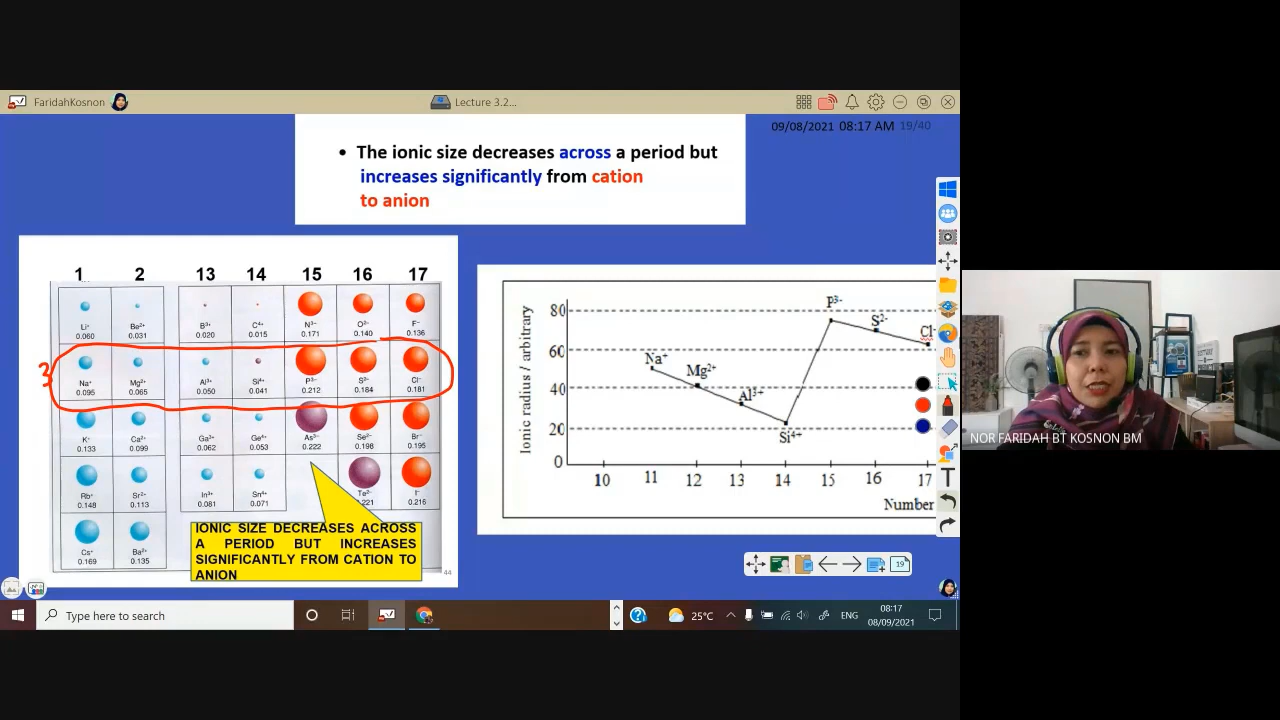 FaridahKosnon
Lecture 3.2...
09/08/2021 08:17 AM 19/40
• The ionic size decreases across a period but
increases significantly from cation
to anion
1 2 13 14 15 16 17
Li⁺ Be²⁺ B³⁺ C⁴⁺ N³⁻ O²⁻ F⁻
0.060 0.031 0.020 0.015 0.171 0.140 0.136
3
Na⁺ Mg²⁺ Al³⁺ Si⁴⁺ P³⁻ S²⁻ Cl⁻
0.095 0.065 0.050 0.041 0.212 0.184 0.181
K⁺ Ca²⁺ Ga³⁺ Ge⁴⁺ As³⁻ Se²⁻ Br⁻
0.133 0.099 0.062 0.053 0.222 0.198 0.195
Rb⁺ Sr²⁺ In³⁺ Sn⁴⁺ Te²⁻ I⁻
0.148 0.113 0.081 0.071 .221 0.216
Cs⁺ Ba²⁺
0.169 0.135
IONIC SIZE DECREASES ACROSS
A PERIOD BUT INCREASES
SIGNIFICANTLY FROM CATION TO
ANION
44
Ionic radius / arbitrary
80
60
40
20
0
Na⁺
Mg²⁺
Al³⁺
Si⁴⁺
P³⁻
S²⁻
Cl⁻
10 11 12 13 14 15 16 17
Number
T
19
NOR FARIDAH BT KOSNON BM
Type here to search
25°C
ENG
08:17
08/09/2021